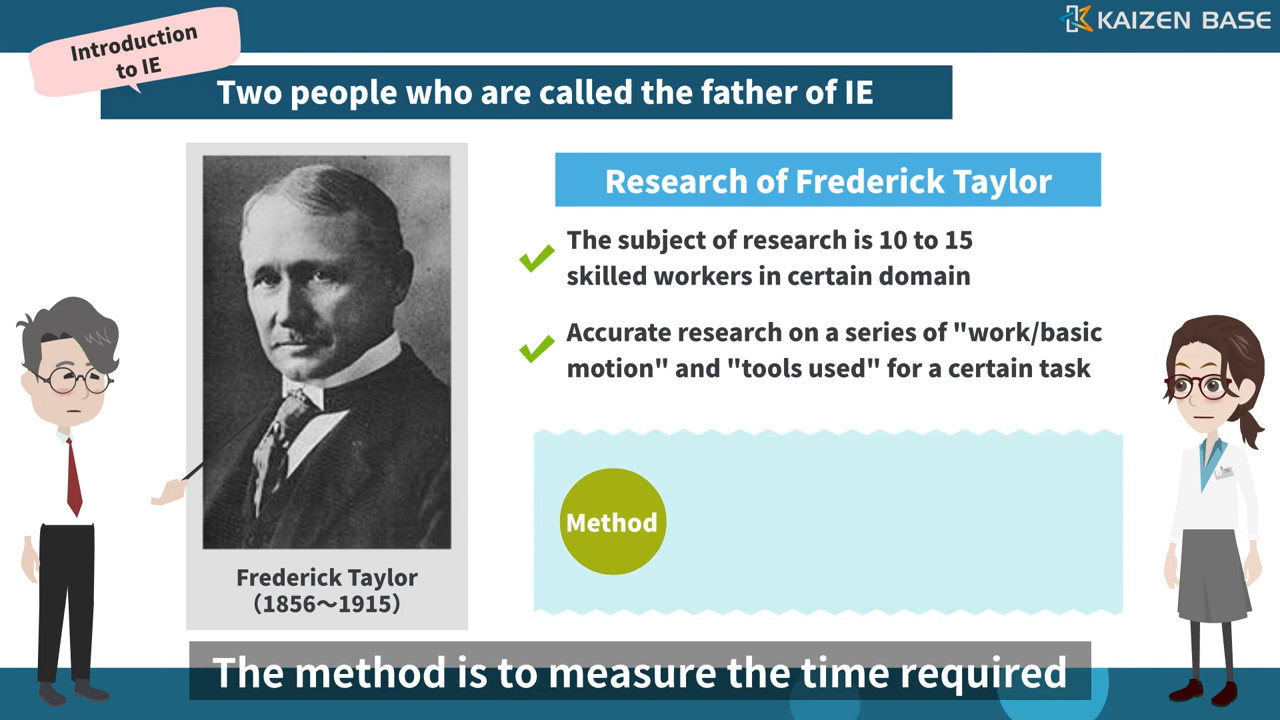 Introduction
to IE
KAIZEN BASE
Two people who are called the father of IE
Research of Frederick Taylor
The subject of research is 10 to 15
skilled workers in certain domain
Accurate research on a series of "work/basic
motion" and "tools used" for a certain task
Method
Frederick Taylor
（1856～1915）
The method is to measure the time required